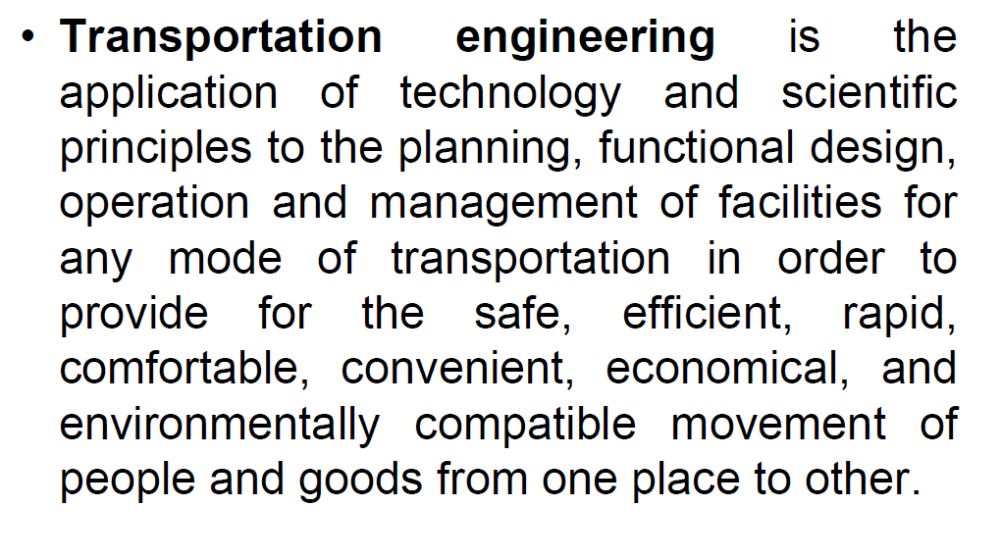 • Transportation engineering is the
application of technology and scientific
principles to the planning, functional design,
operation and management of facilities for
any mode of transportation in order to
provide for the safe, efficient, rapid,
comfortable, convenient, economical, and
environmentally compatible movement of
people and goods from one place to other.